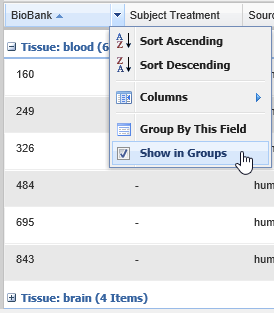 BioBank Subject Treatment Sour
Tissue: blood (6
Sort Ascending
Sort Descending
Columns
Group By This Field
Show in Groups
160
249
326
484 - hum
695 - hum
843 - hum
Tissue: brain (4 Items)